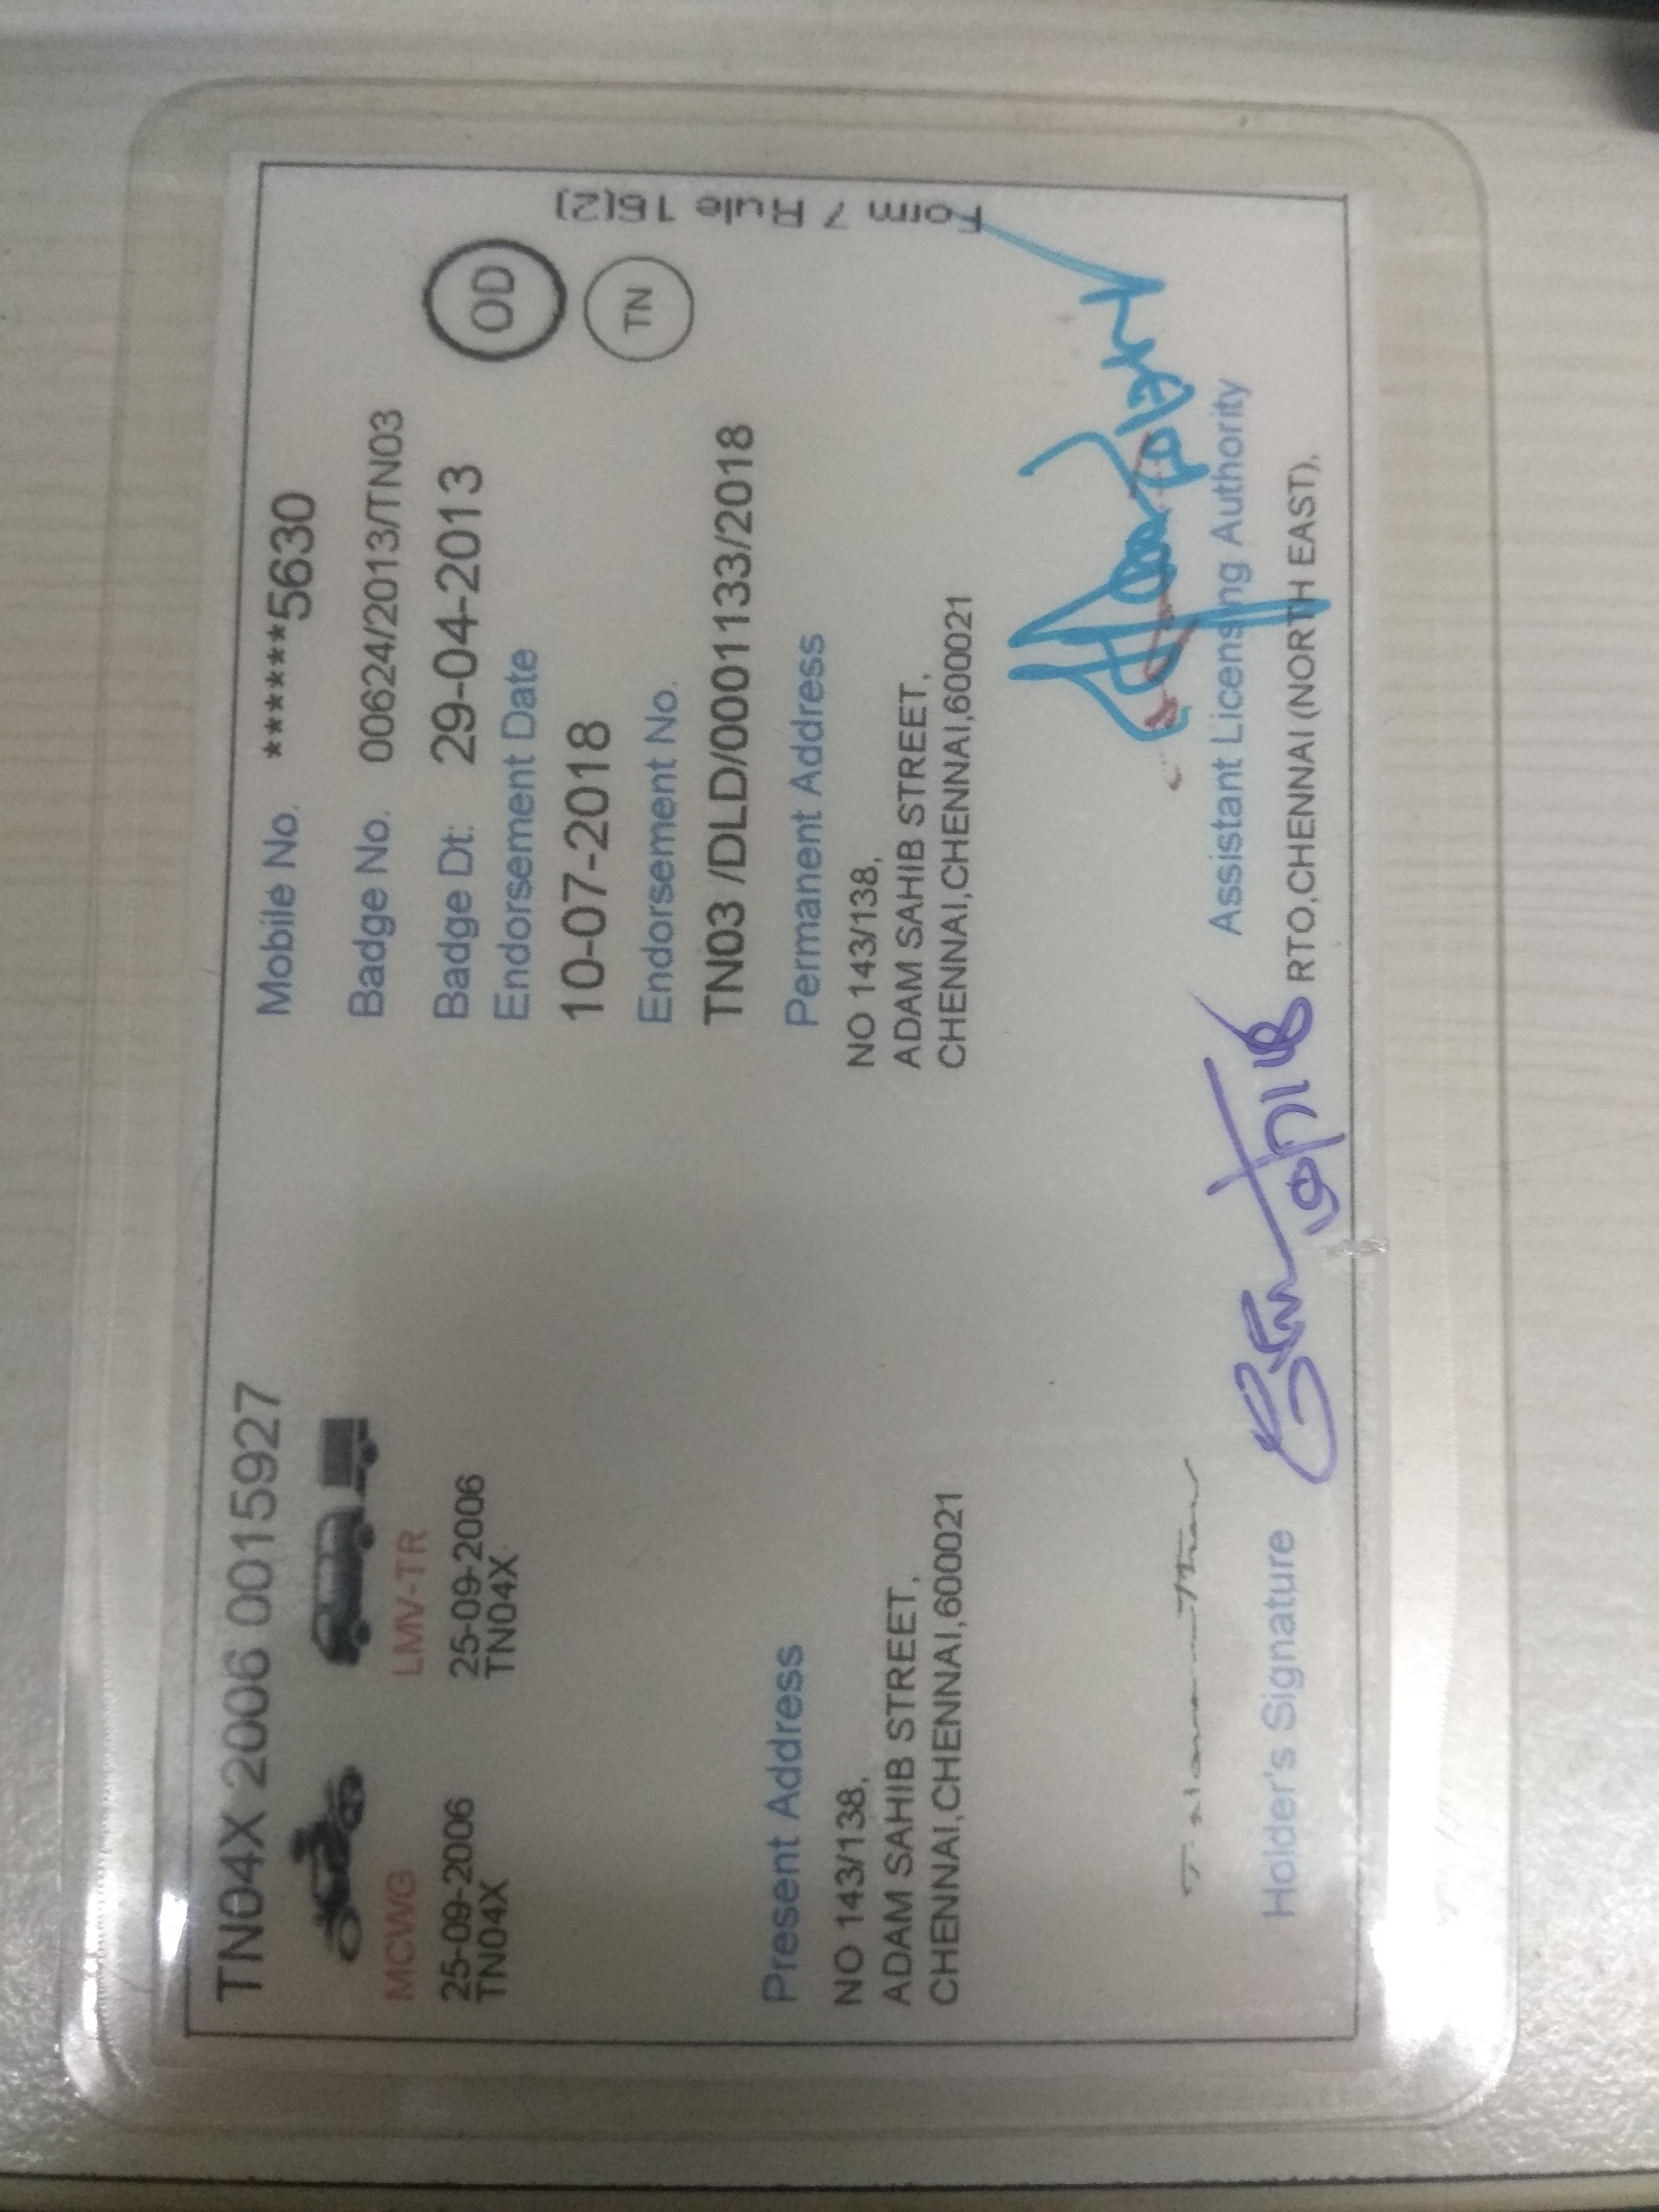 TN04X 2006 0015927
MCWG
25-09-2006
TN04X
LMV-TR
25-09-2006
TN04X
Mobile No. ******5630
Badge No. 00624/2013/TN03
Badge Dt: 29-04-2013
Endorsement Date
10-07-2018
Endorsement No.
TN03 /DLD/0001133/2018
OD
TN
Form 7 Rule 16(2)
Present Address
NO 143/138,
ADAM SAHIB STREET,
CHENNAI,CHENNAI,600021
Permanent Address
NO 143/138,
ADAM SAHIB STREET,
CHENNAI,CHENNAI,600021
Holder's Signature
Assistant Licensing Authority
RTO,CHENNAI (NORTH EAST),